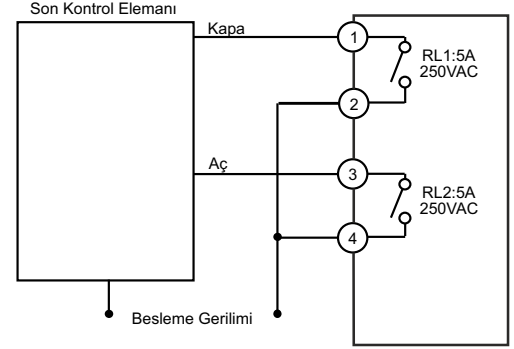 Son Kontrol Elemanı
Kapa
1
RL1:5A
250VAC
2
Aç
3
RL2:5A
250VAC
4
Besleme Gerilimi